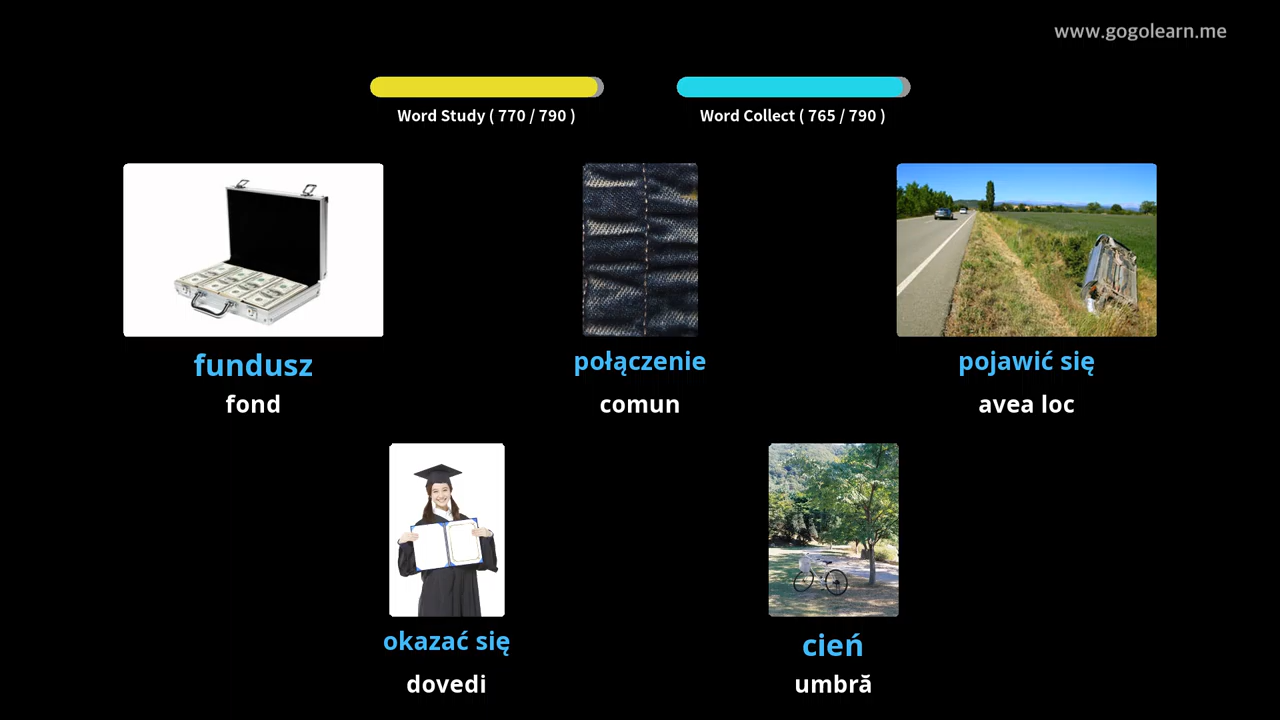 www.gogolearn.me
Word Study ( 770 / 790 )
Word Collect ( 765 / 790 )
fundusz
fond
połączenie
comun
pojawić się
avea loc
okazać się
dovedi
cień
umbră